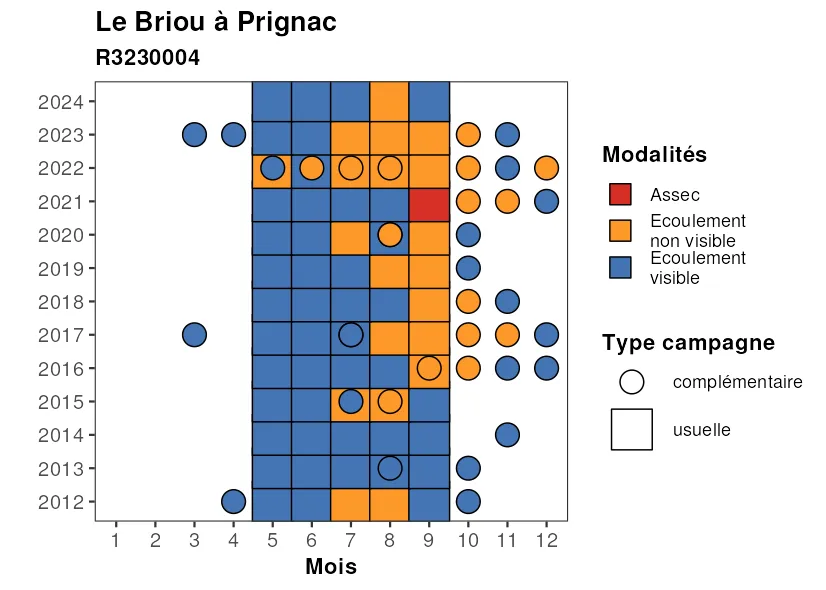 Le Briou à Prignac
R3230004
2024
2023
2022
2021
2020
2019
2018
2017
2016
2015
2014
2013
2012
1 2 3 4 5 6 7 8 9 10 11 12
Mois
Modalités
Assec
Ecoulement
non visible
Ecoulement
visible
Type campagne
complémentaire
usuelle